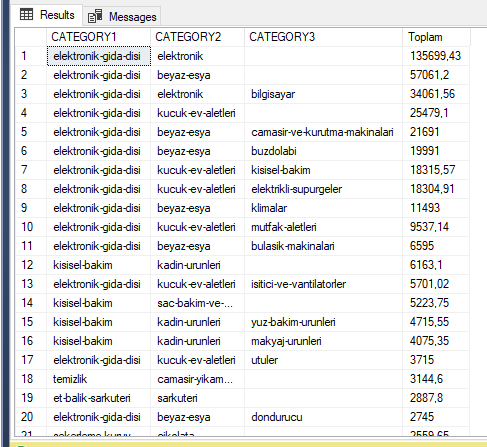 Results Messages
CATEGORY1 CATEGORY2 CATEGORY3 Toplam
1 elektronik-gida-disi elektronik 135699,43
2 elektronik-gida-disi beyaz-esya 57061,2
3 elektronik-gida-disi elektronik bilgisayar 34061,56
4 elektronik-gida-disi kucuk-ev-aletleri 25479,1
5 elektronik-gida-disi beyaz-esya camasir-ve-kurutma-makinalari 21691
6 elektronik-gida-disi beyaz-esya buzdolabi 19991
7 elektronik-gida-disi kucuk-ev-aletleri kisisel-bakim 18315,57
8 elektronik-gida-disi kucuk-ev-aletleri elektrikli-supurgeler 18304,91
9 elektronik-gida-disi beyaz-esya klimalar 11493
10 elektronik-gida-disi kucuk-ev-aletleri mutfak-aletleri 9537,14
11 elektronik-gida-disi beyaz-esya bulasik-makinalari 6595
12 kisisel-bakim kadin-urunleri 6163,1
13 elektronik-gida-disi kucuk-ev-aletleri isitici-ve-vantilatorler 5701,02
14 kisisel-bakim sac-bakim-ve-... 5223,75
15 kisisel-bakim kadin-urunleri yuz-bakim-urunleri 4715,55
16 kisisel-bakim kadin-urunleri makyaj-urunleri 4075,35
17 elektronik-gida-disi kucuk-ev-aletleri utuler 3715
18 temizlik camasir-yikam... 3144,6
19 et-balik-sarkuteri sarkuteri 2887,8
20 elektronik-gida-disi beyaz-esya dondurucu 2745